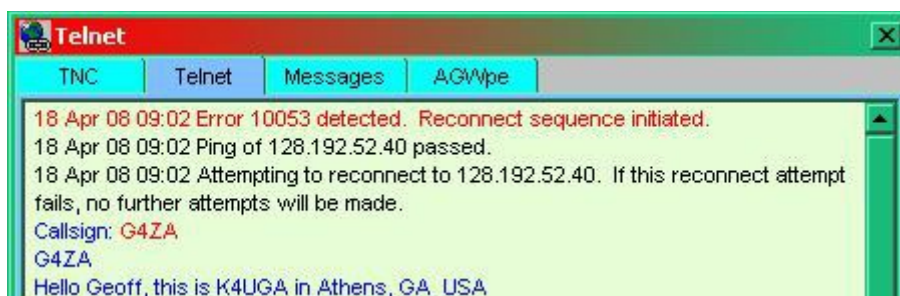 Telnet
TNC Telnet Messages AGWpe
18 Apr 08 09:02 Error 10053 detected. Reconnect sequence initiated.
18 Apr 08 09:02 Ping of 128.192.52.40 passed.
18 Apr 08 09:02 Attempting to reconnect to 128.192.52.40. If this reconnect attempt
fails, no further attempts will be made.
Callsign: G4ZA
G4ZA
Hello Geoff, this is K4UGA in Athens, GA USA